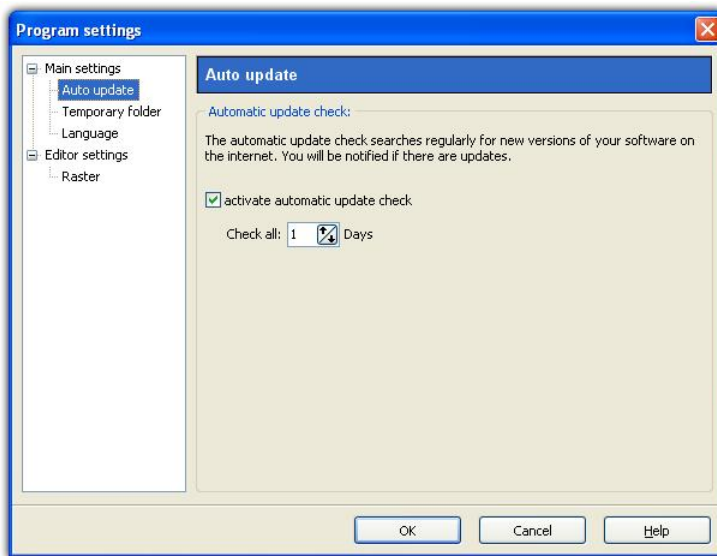 Program settings
Main settings
Auto update
Temporary folder
Language
Editor settings
Raster
Auto update
Automatic update check:
The automatic update check searches regularly for new versions of your software on
the internet. You will be notified if there are updates.
activate automatic update check
Check all: 1 Days
OK Cancel Help